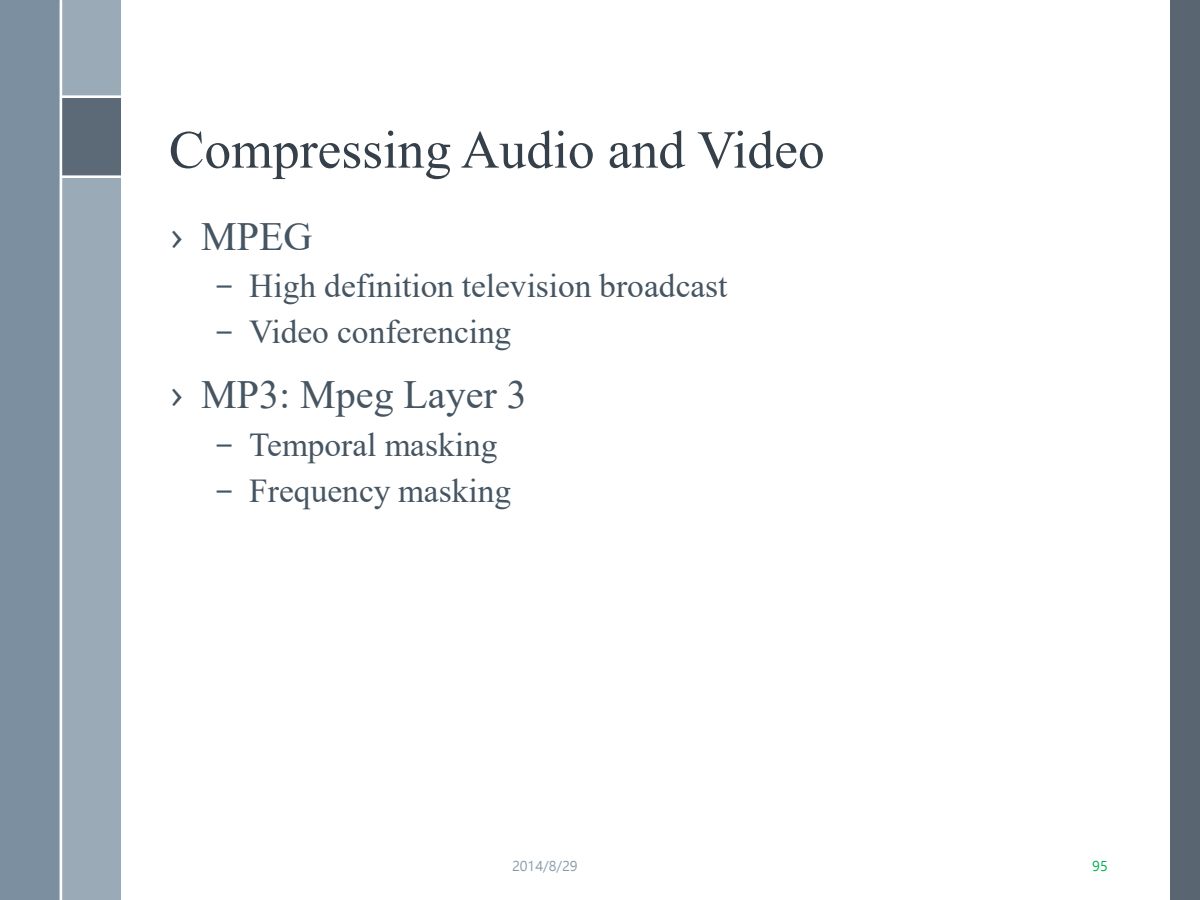 Compressing Audio and Video
› MPEG
– High definition television broadcast
– Video conferencing
› MP3: Mpeg Layer 3
– Temporal masking
– Frequency masking
2014/8/29
95